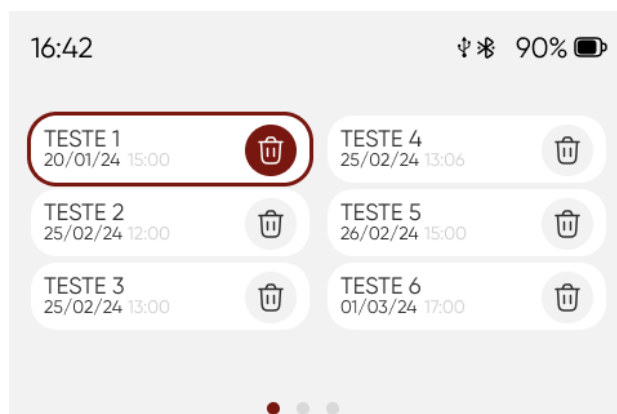 16:42
90%
TESTE 1
20/01/24 15:00
TESTE 2
25/02/24 12:00
TESTE 3
25/02/24 13:00
TESTE 4
25/02/24 13:06
TESTE 5
26/02/24 15:00
TESTE 6
01/03/24 17:00